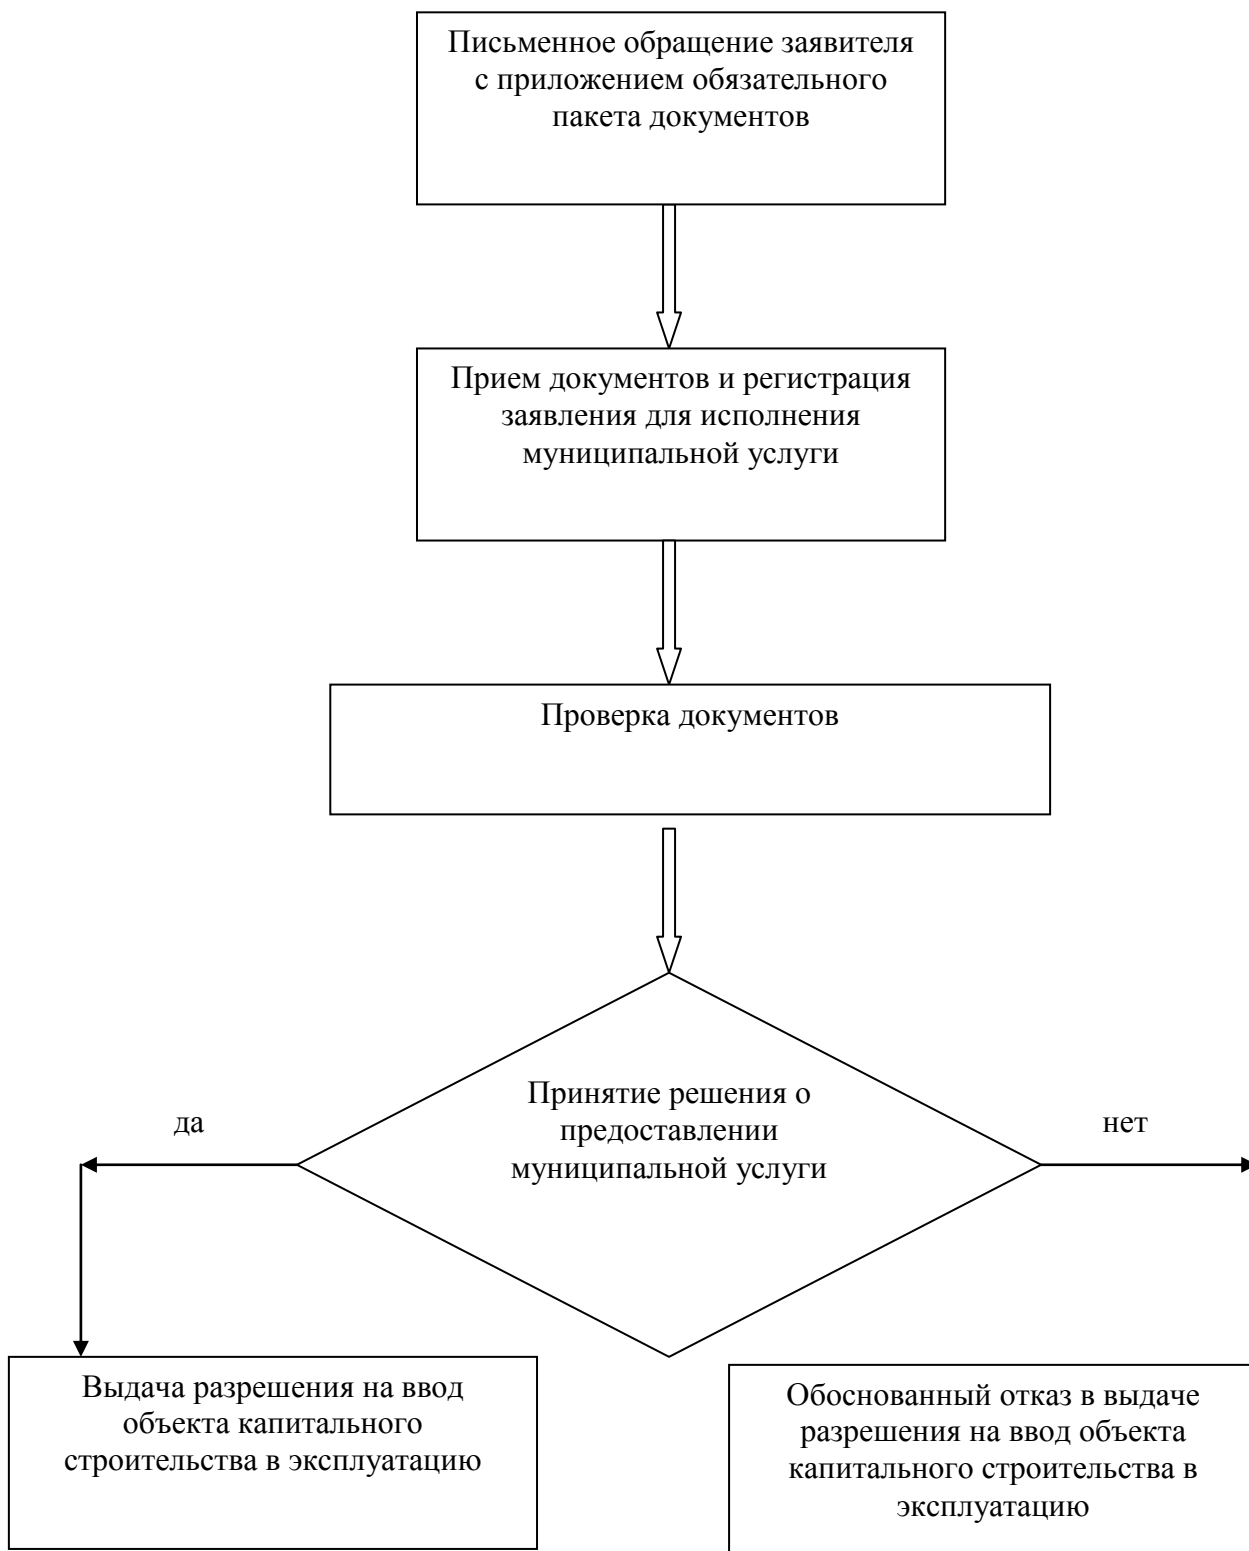 Письменное обращение заявителя
с приложением обязательного
пакета документов
Прием документов и регистрация
заявления для исполнения
муниципальной услуги
Проверка документов
Принятие решения о
предоставлении
муниципальной услуги
да
нет
Выдача разрешения на ввод
объекта капитального
строительства в эксплуатацию
Обоснованный отказ в выдаче
разрешения на ввод объекта
капитального строительства в
эксплуатацию